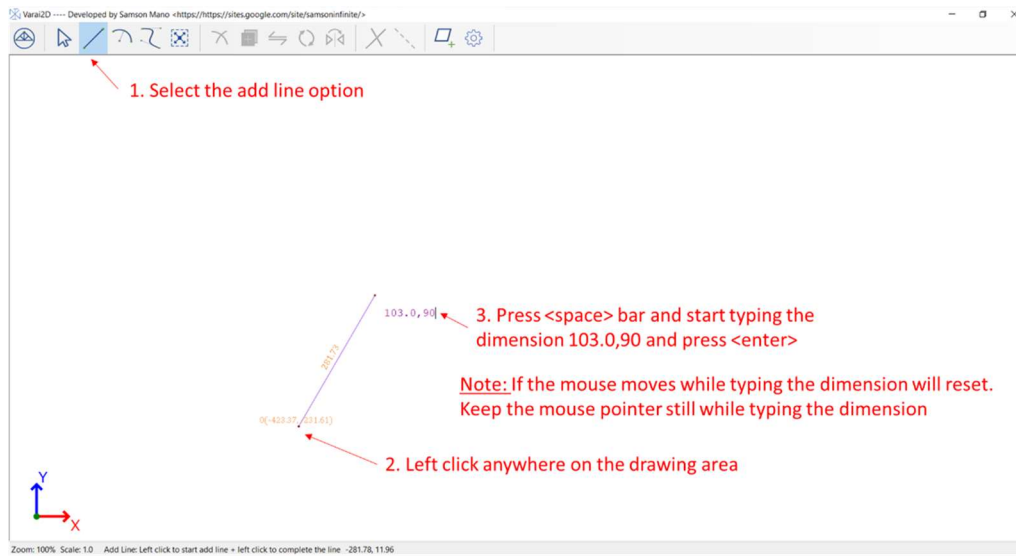 Varai2D ---- Developed by Samson Mano <https://https://sites.google.com/site/samsoninfinite/>
1. Select the add line option
103.0,90
3. Press <space> bar and start typing the
dimension 103.0,90 and press <enter>
281.73
Note: If the mouse moves while typing the dimension will reset.
Keep the mouse pointer still while typing the dimension
0(-423.37, -231.61)
2. Left click anywhere on the drawing area
Y
X
Zoom: 100% Scale: 1.0 Add Line: Left click to start add line + left click to complete the line -281.78, 11.96